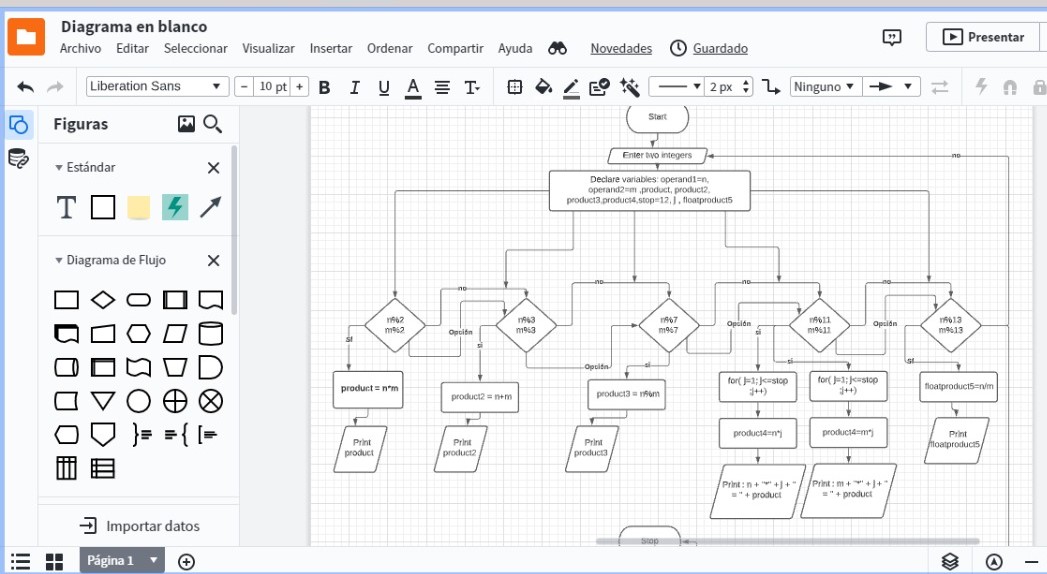 Diagrama en blanco
Archivo Editar Seleccionar Visualizar Insertar Ordenar Compartir Ayuda Novedades Guardado
Presentar
Liberation Sans
− 10 pt +
B I U A T
2 px
Ninguno
Figuras
Estándar
T
Diagrama de Flujo
Importar datos
Página 1
Start
Enter two integers
no
Declare variables: operand1=n,
operand2=m ,product, product2,
product3,product4,stop=12, j , floatproduct5
no
no
no
no
n%2
m%2
n%3
m%3
n%7
m%7
n%11
m%11
n%13
m%13
Opción
Opción
Opción
Opción
Sí
si
si
si
si
Sí
product = n*m
product2 = n+m
product3 = n%m
for( j=1; j<=stop
;j++)
for( j=1; j<=stop
;j++)
floatproduct5=n/m
product4=n*j
product4=m*j
Print
product
Print
product2
Print
product3
Print
floatproduct5
Print : n + "*" + j + "
= " + product
Print : m + "*" + j + "
= " + product
Stop